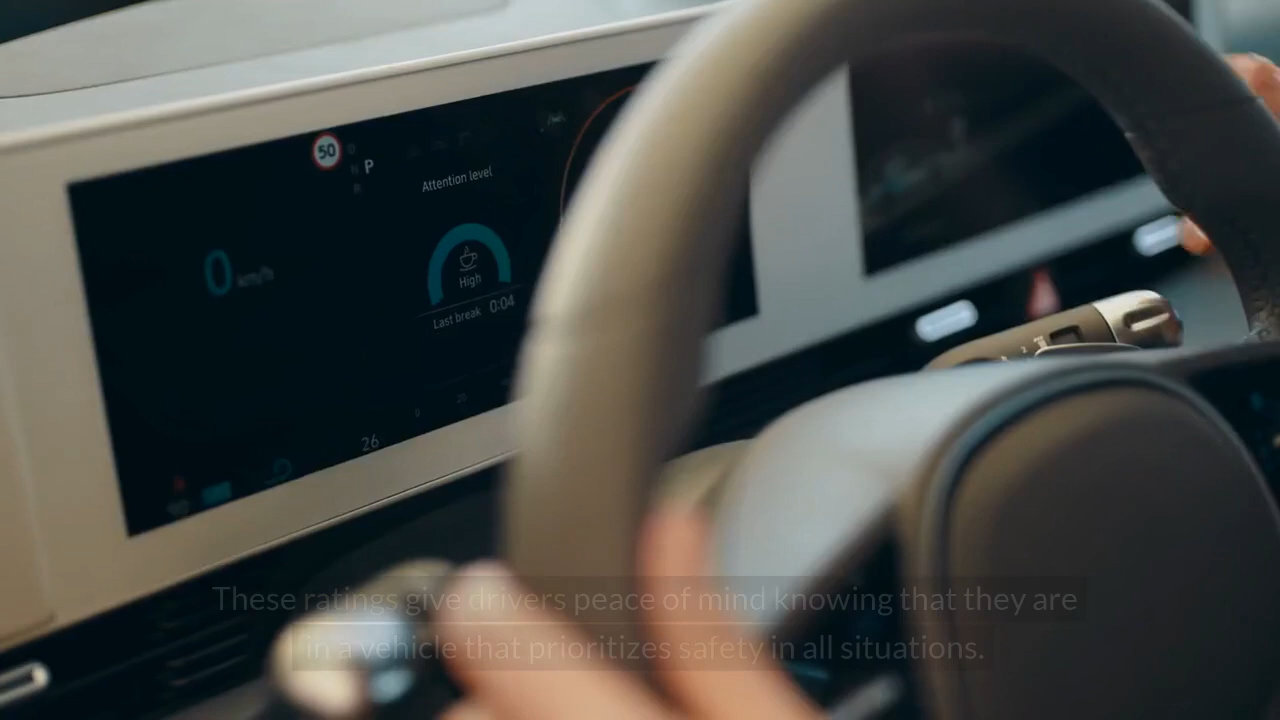 50
P
Attention level
0 km/h
High
Last break 0:04
26
These ratings give drivers peace of mind knowing that they are
in a vehicle that prioritizes safety in all situations.